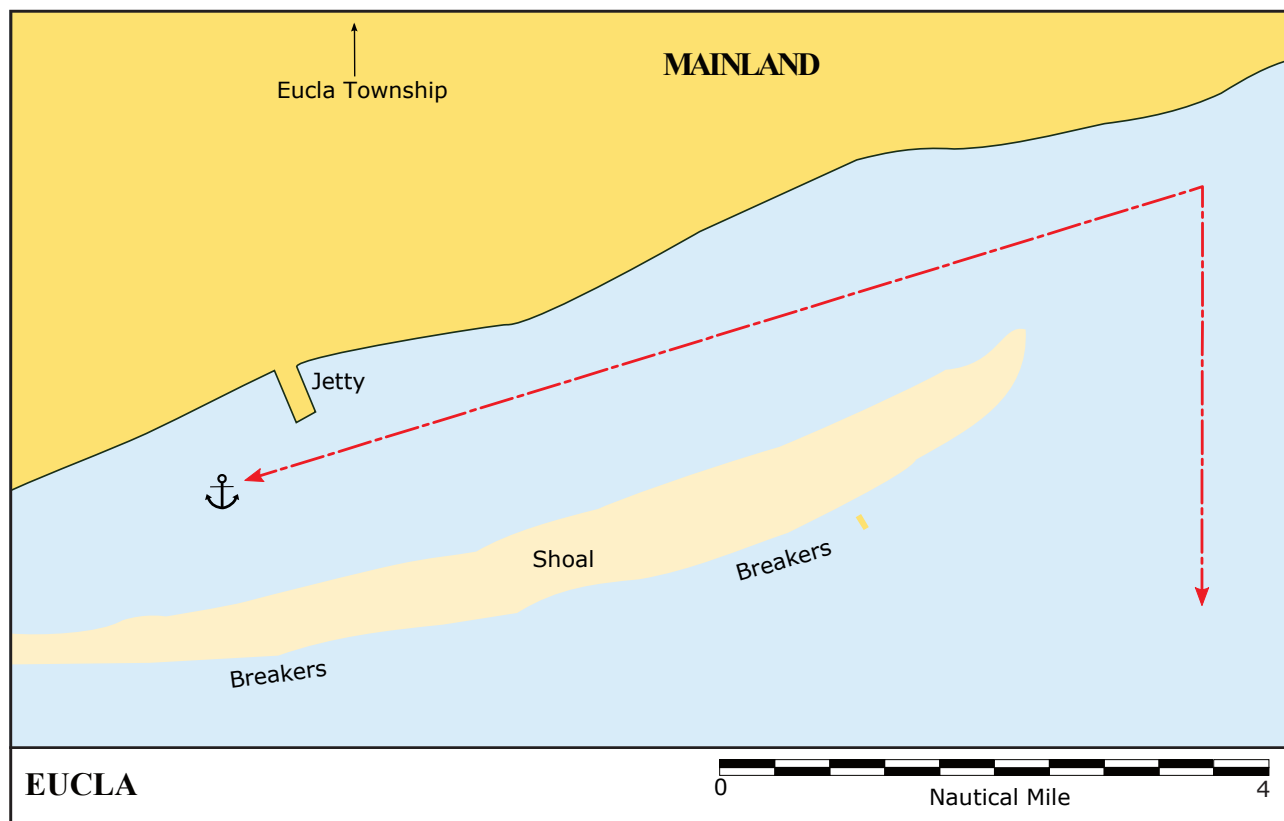 MAINLAND
Eucla Township
Jetty
Shoal
Breakers
Breakers
EUCLA
0
4
Nautical Mile